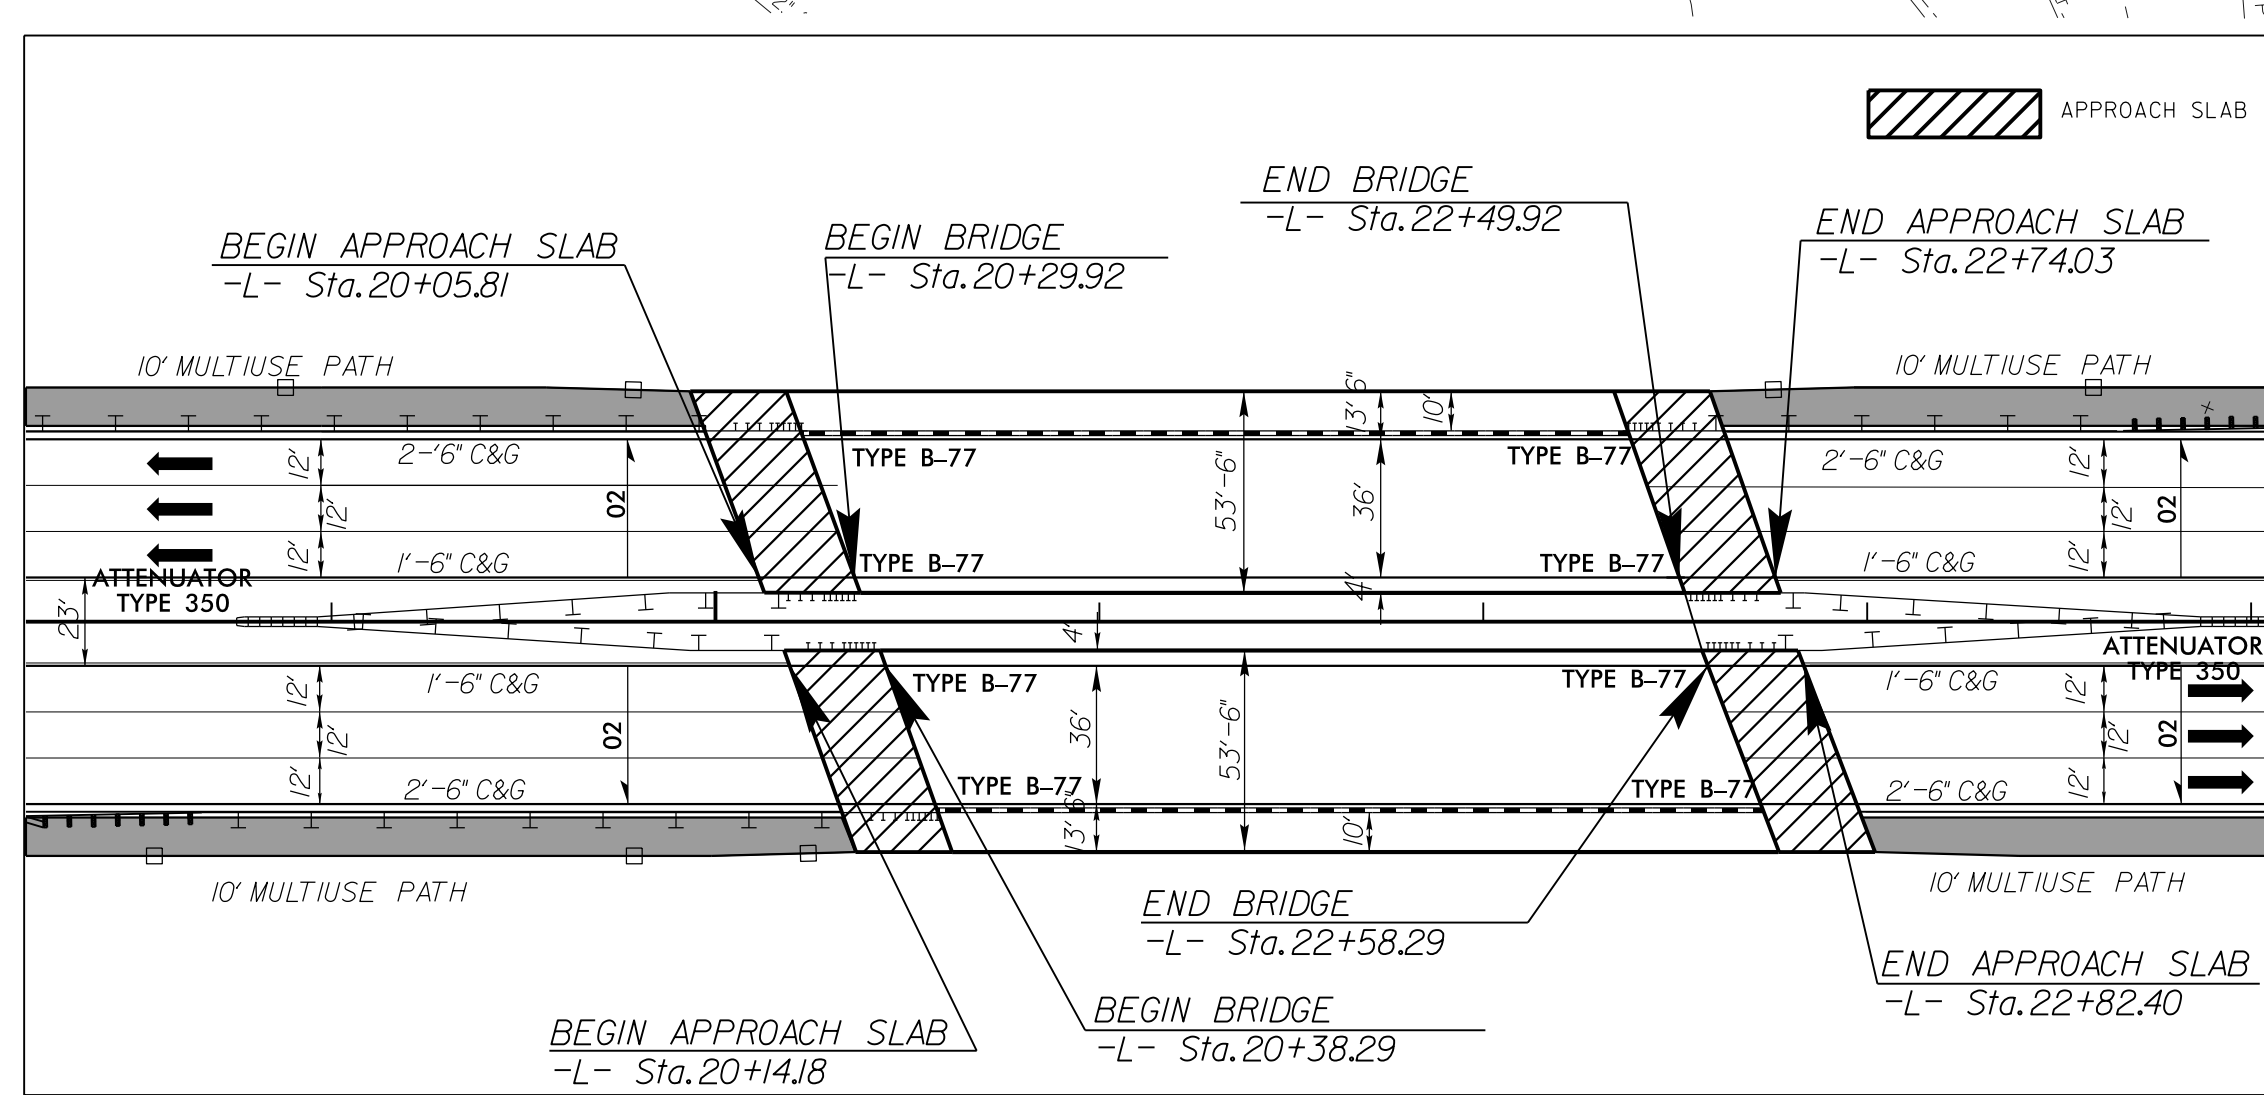 APPROACH SLAB
END BRIDGE
-L- Sta.22+49.92
END APPROACH SLAB
-L- Sta.22+74.03
BEGIN APPROACH SLAB
-L- Sta.20+05.81
BEGIN BRIDGE
-L- Sta.20+29.92
10' MULTIUSE PATH
10' MULTIUSE PATH
13' 6"
10'
2-'6" C&G
12'
TYPE B-77
TYPE B-77
2'-6" C&G
12'
02
12'
53'-6"
36'
12'
02
12'
1'-6" C&G
TYPE B-77
TYPE B-77
1'-6" C&G
12'
ATTENUATOR
TYPE 350
23'
4'
4'
ATTENUATOR
TYPE 350
1'-6" C&G
12'
TYPE B-77
TYPE B-77
1'-6" C&G
12'
12'
02
36'
53'-6"
12'
02
12'
2'-6" C&G
TYPE B-77
TYPE B-77
2'-6" C&G
12'
13' 6"
10'
10' MULTIUSE PATH
10' MULTIUSE PATH
END BRIDGE
-L- Sta.22+58.29
END APPROACH SLAB
-L- Sta.22+82.40
BEGIN BRIDGE
-L- Sta.20+38.29
BEGIN APPROACH SLAB
-L- Sta.20+14.18